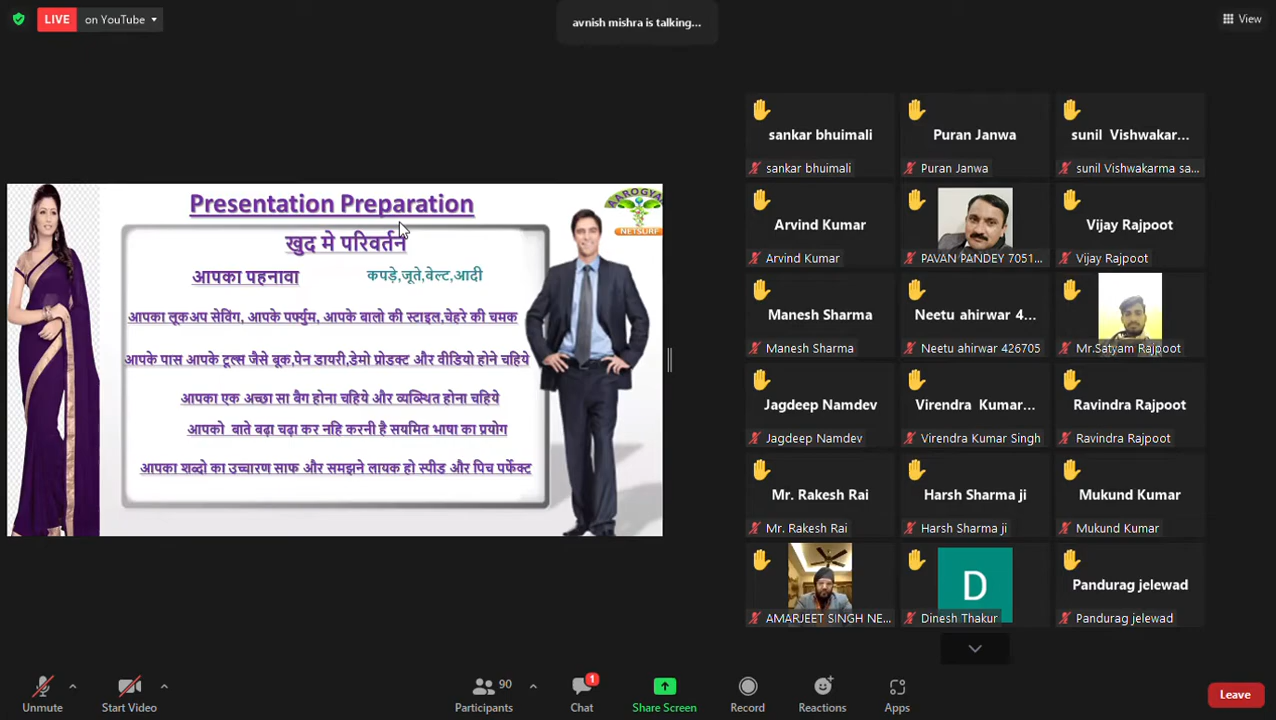 LIVE on YouTube
avnish mishra is talking...
View
Presentation Preparation
AAROGYAM
NETSURF
खुद मे परिवर्तन
आपका पहनावा कपड़े,जूते,वेल्ट,आदी
आपका लूकअप सेविंग, आपके पर्फ्युम, आपके बालो की स्टाइल,चेहरे की चमक
आपके पास आपके टूल्स जैसे बूक,पेन डायरी,डेमो प्रोडक्ट और वीडियो होने चहिये
आपका एक अच्छा सा बैग होना चहिये और व्यव्स्थित होना चहिये
आपको बाते बढ़ा चढ़ा कर नहि करनी है सयमित भाषा का प्रयोग
आपका शब्दो का उच्चारण साफ और समझने लायक हो स्पीड और पिच पर्फेक्ट
sankar bhuimali Puran Janwa sunil Vishwakar...
sankar bhuimali Puran Janwa sunil Vishwakarma sa...
Arvind Kumar Vijay Rajpoot
Arvind Kumar PAVAN PANDEY 7051... Vijay Rajpoot
Manesh Sharma Neetu ahirwar 4...
Manesh Sharma Neetu ahirwar 426705 Mr.Satyam Rajpoot
Jagdeep Namdev Virendra Kumar... Ravindra Rajpoot
Jagdeep Namdev Virendra Kumar Singh Ravindra Rajpoot
Mr. Rakesh Rai Harsh Sharma ji Mukund Kumar
Mr. Rakesh Rai Harsh Sharma ji Mukund Kumar
D Pandurag jelewad
AMARJEET SINGH NE... Dinesh Thakur Pandurag jelewad
90 1
Unmute Start Video Participants Chat Share Screen Record Reactions Apps Leave